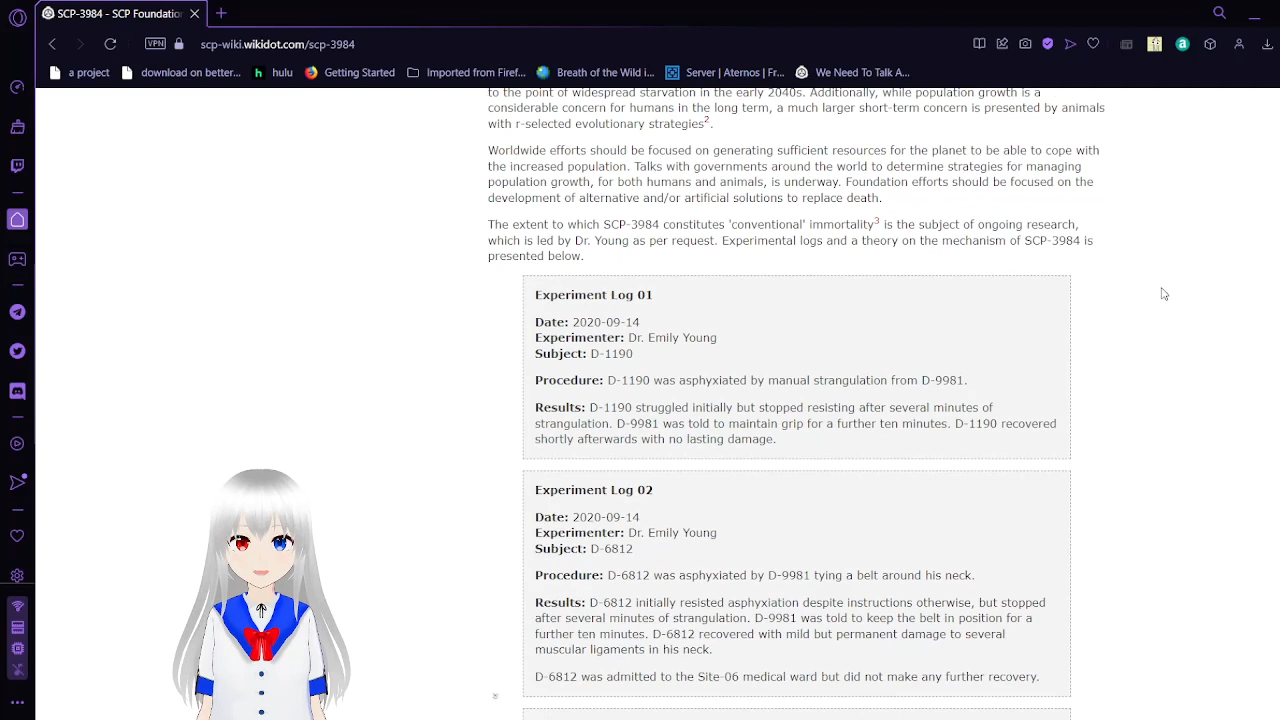 SCP-3984 - SCP Foundation
VPN
scp-wiki.wikidot.com/scp-3984
a project
download on better...
hulu
Getting Started
Imported from Firef...
Breath of the Wild i...
Server | Aternos | Fr...
We Need To Talk A...
to the point of widespread starvation in the early 2040s. Additionally, while population growth is a
considerable concern for humans in the long term, a much larger short-term concern is presented by animals
with r-selected evolutionary strategies2.
Worldwide efforts should be focused on generating sufficient resources for the planet to be able to cope with
the increased population. Talks with governments around the world to determine strategies for managing
population growth, for both humans and animals, is underway. Foundation efforts should be focused on the
development of alternative and/or artificial solutions to replace death.
The extent to which SCP-3984 constitutes 'conventional' immortality3 is the subject of ongoing research,
which is led by Dr. Young as per request. Experimental logs and a theory on the mechanism of SCP-3984 is
presented below.
Experiment Log 01
Date: 2020-09-14
Experimenter: Dr. Emily Young
Subject: D-1190
Procedure: D-1190 was asphyxiated by manual strangulation from D-9981.
Results: D-1190 struggled initially but stopped resisting after several minutes of
strangulation. D-9981 was told to maintain grip for a further ten minutes. D-1190 recovered
shortly afterwards with no lasting damage.
Experiment Log 02
Date: 2020-09-14
Experimenter: Dr. Emily Young
Subject: D-6812
Procedure: D-6812 was asphyxiated by D-9981 tying a belt around his neck.
Results: D-6812 initially resisted asphyxiation despite instructions otherwise, but stopped
after several minutes of strangulation. D-9981 was told to keep the belt in position for a
further ten minutes. D-6812 recovered with mild but permanent damage to several
muscular ligaments in his neck.
D-6812 was admitted to the Site-06 medical ward but did not make any further recovery.